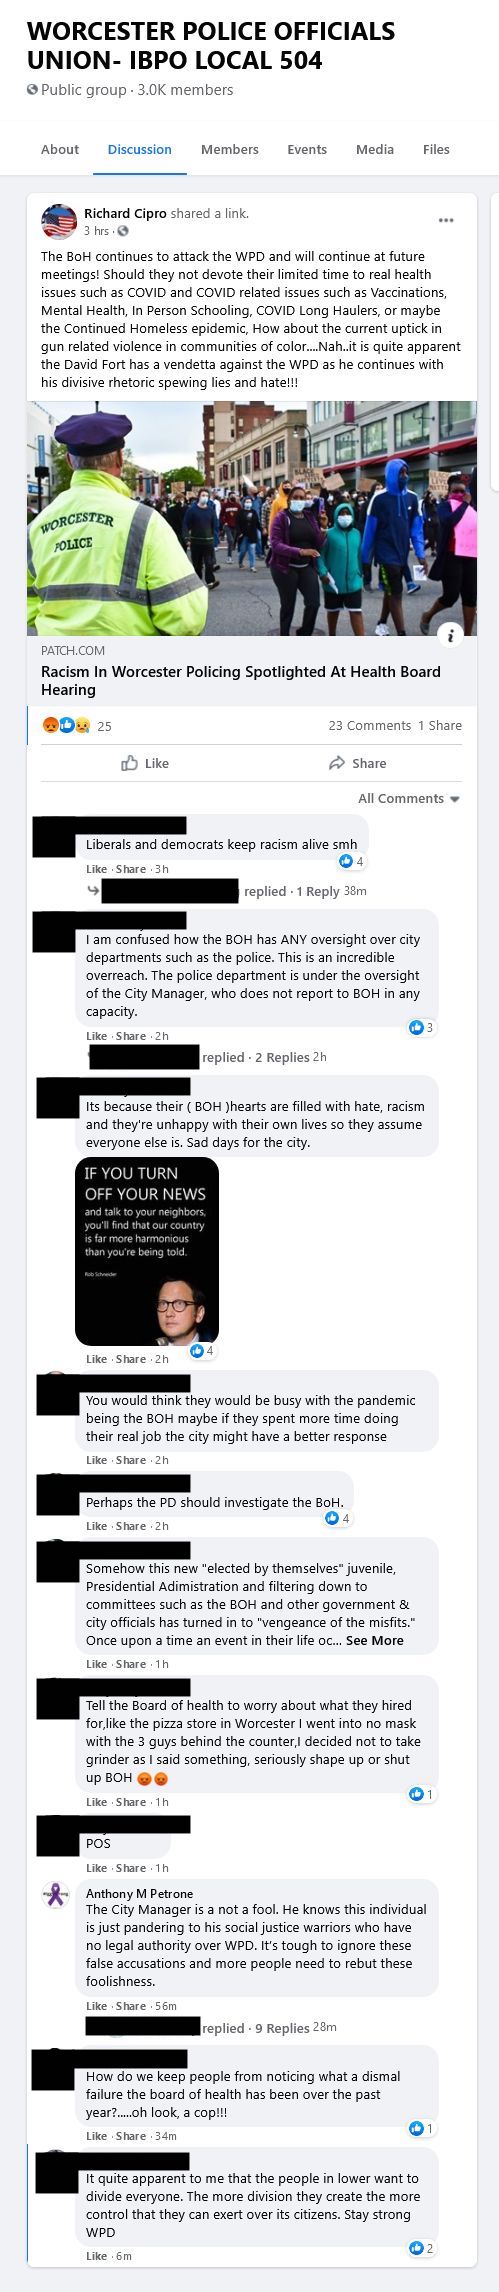 WORCESTER POLICE OFFICIALS
UNION- IBPO LOCAL 504
Public group · 3.0K members
About Discussion Members Events Media Files
Richard Cipro shared a link.
3 hrs ·
The BoH continues to attack the WPD and will continue at future
meetings! Should they not devote their limited time to real health
issues such as COVID and COVID related issues such as Vaccinations,
Mental Health, In Person Schooling, COVID Long Haulers, or maybe
the Continued Homeless epidemic, How about the current uptick in
gun related violence in communities of color....Nah..it is quite apparent
the David Fort has a vendetta against the WPD as he continues with
his divisive rhetoric spewing lies and hate!!!
WORCESTER
POLICE
BLACK
PATCH.COM
Racism In Worcester Policing Spotlighted At Health Board
Hearing
25 23 Comments 1 Share
Like Share
All Comments
Liberals and democrats keep racism alive smh
4
Like · Share · 3h
replied · 1 Reply 38m
I am confused how the BOH has ANY oversight over city
departments such as the police. This is an incredible
overreach. The police department is under the oversight
of the City Manager, who does not report to BOH in any
capacity.
3
Like · Share · 2h
replied · 2 Replies 2h
Its because their ( BOH )hearts are filled with hate, racism
and they're unhappy with their own lives so they assume
everyone else is. Sad days for the city.
IF YOU TURN
OFF YOUR NEWS
and talk to your neighbors,
you'll find that our country
is far more harmonious
than you're being told.
Rob Schneider
4
Like · Share · 2h
You would think they would be busy with the pandemic
being the BOH maybe if they spent more time doing
their real job the city might have a better response
Like · Share · 2h
Perhaps the PD should investigate the BoH.
4
Like · Share · 2h
Somehow this new "elected by themselves" juvenile,
Presidential Adimistration and filtering down to
committees such as the BOH and other government &
city officials has turned in to "vengeance of the misfits."
Once upon a time an event in their life oc... See More
Like · Share · 1h
Tell the Board of health to worry about what they hired
for,like the pizza store in Worcester I went into no mask
with the 3 guys behind the counter,I decided not to take
grinder as I said something, seriously shape up or shut
up BOH 😡😡
1
Like · Share · 1h
POS
Like · Share · 1h
Anthony M Petrone
The City Manager is a not a fool. He knows this individual
is just pandering to his social justice warriors who have
no legal authority over WPD. It's tough to ignore these
false accusations and more people need to rebut these
foolishness.
Like · Share · 56m
replied · 9 Replies 28m
How do we keep people from noticing what a dismal
failure the board of health has been over the past
year?.....oh look, a cop!!!
1
Like · Share · 34m
It quite apparent to me that the people in lower want to
divide everyone. The more division they create the more
control that they can exert over its citizens. Stay strong
WPD
2
Like · 6m